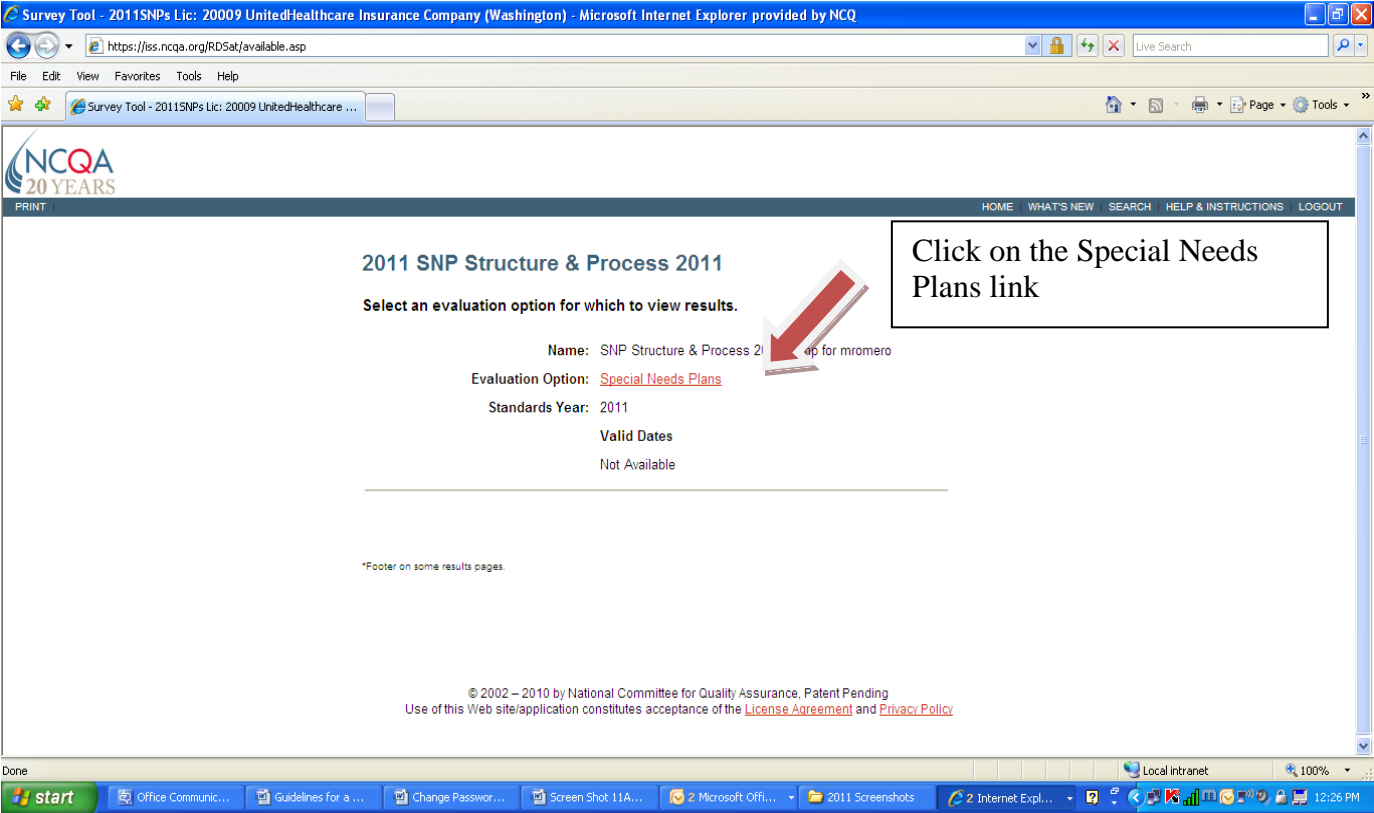 Survey Tool - 2011SNPs Lic: 20009 UnitedHealthcare Insurance Company (Washington) - Microsoft Internet Explorer provided by NCQ
https://iss.ncqa.org/RDSat/available.asp
Live Search
File Edit View Favorites Tools Help
Survey Tool - 2011SNPs Lic: 20009 UnitedHealthcare ...
Page Tools »
NCQA
20 YEARS
PRINT HOME WHAT'S NEW SEARCH HELP & INSTRUCTIONS LOGOUT
Click on the Special Needs
Plans link
2011 SNP Structure & Process 2011
Select an evaluation option for which to view results.
Name: SNP Structure & Process 2 for mromero
Evaluation Option: Special Needs Plans
Standards Year: 2011
Valid Dates
Not Available
*Footer on some results pages.
© 2002 – 2010 by National Committee for Quality Assurance, Patent Pending
Use of this Web site/application constitutes acceptance of the License Agreement and Privacy Policy
Done Local intranet 100%
start Office Communic... Guidelines for a ... Change Passwor... Screen Shot 11A... 2 Microsoft Offi... 2011 Screenshots 2 Internet Expl... 12:26 PM